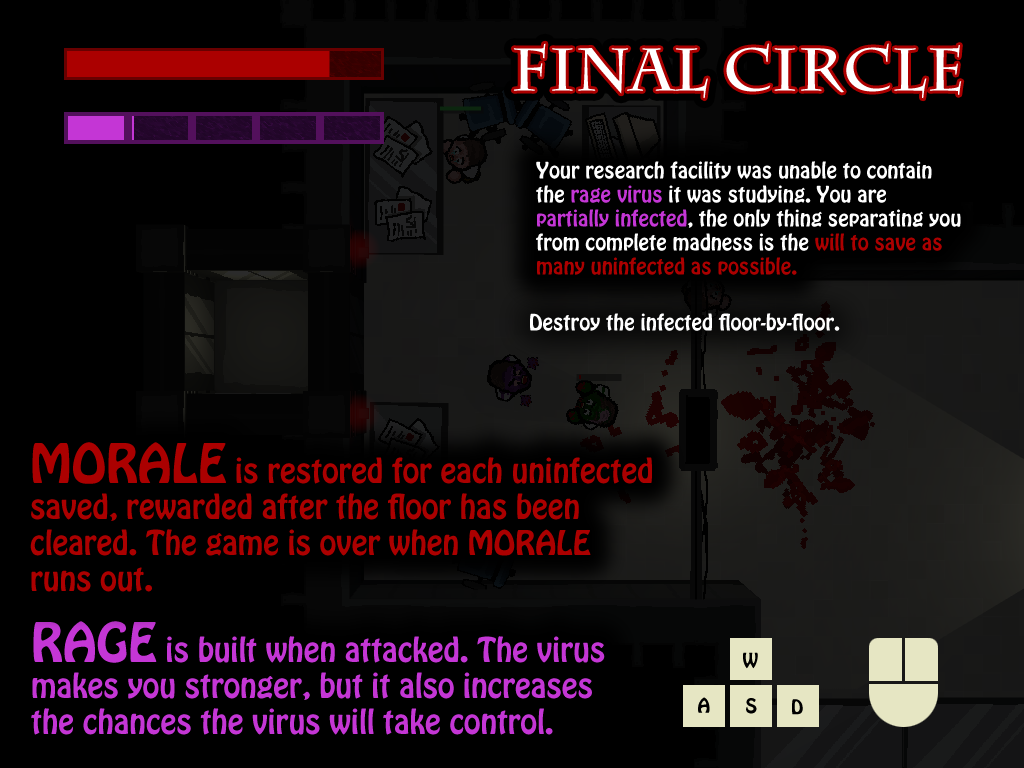 FINAL CIRCLE
Your research facility was unable to contain
the rage virus it was studying. You are
partially infected, the only thing separating you
from complete madness is the will to save as
many uninfected as possible.
Destroy the infected floor-by-floor.
MORALE is restored for each uninfected
saved, rewarded after the floor has been
cleared. The game is over when MORALE
runs out.
RAGE is built when attacked. The virus
makes you stronger, but it also increases
the chances the virus will take control.
W
A S D